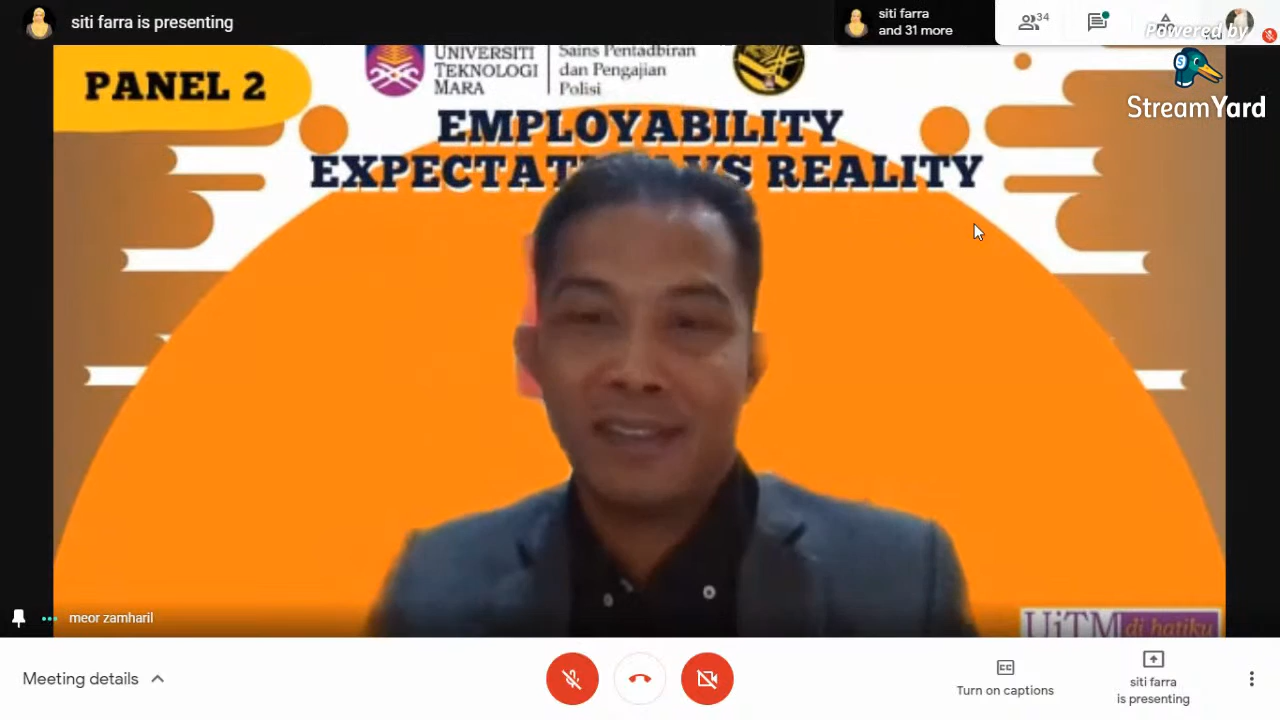 siti farra is presenting
siti farra
and 31 more
34
Powered by
StreamYard
PANEL 2
UNIVERSITI
TEKNOLOGI
MARA
Sains Pentadbiran
dan Pengajian
Polisi
EMPLOYABILITY
VS REALITY
meor zamharil
UiTM di hatiku
Meeting details
Turn on captions
siti farra
is presenting